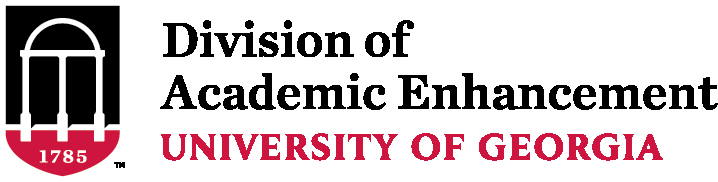 Division of
Academic Enhancement
UNIVERSITY OF GEORGIA
1785
™